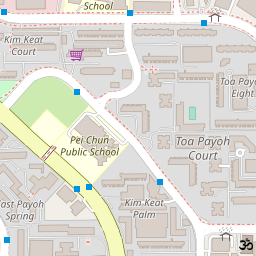 School
Kim Keat
Court
Toa Payo
Eight
Pei Chun
Public School
Toa Payoh
Court
East Payoh
Spring
Kim Keat
Palm
ॐ